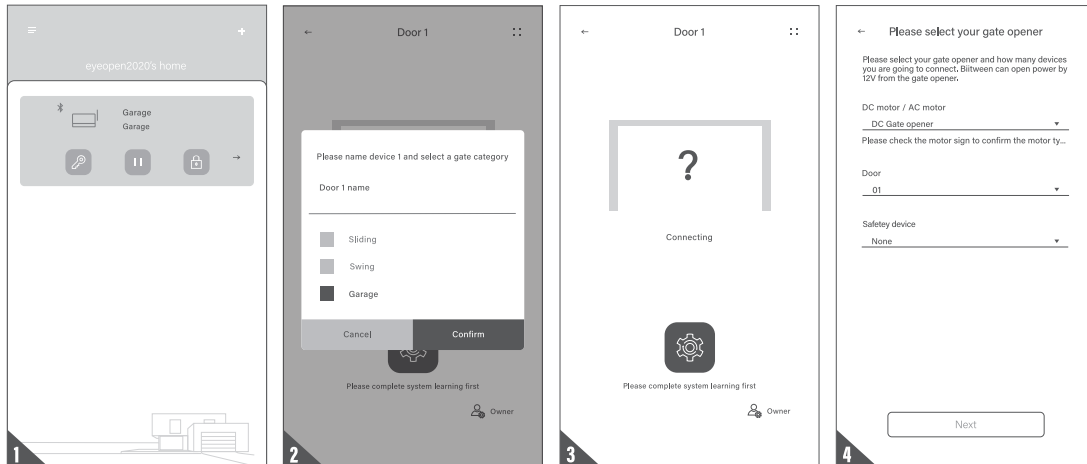 eyeopen2020's home
Garage
Garage
1
Door 1
Please name device 1 and select a gate category
Door 1 name
Sliding
Swing
Garage
Cancel
Confirm
Please complete system learning first
Owner
2
Door 1
?
Connecting
Please complete system learning first
Owner
3
Please select your gate opener
Please select your gate opener and how many devices
you are going to connect. Biitween can open power by
12V from the gate opener.
DC motor / AC motor
DC Gate opener
Please check the motor sign to confirm the motor ty...
Door
01
Safetey device
None
Next
4